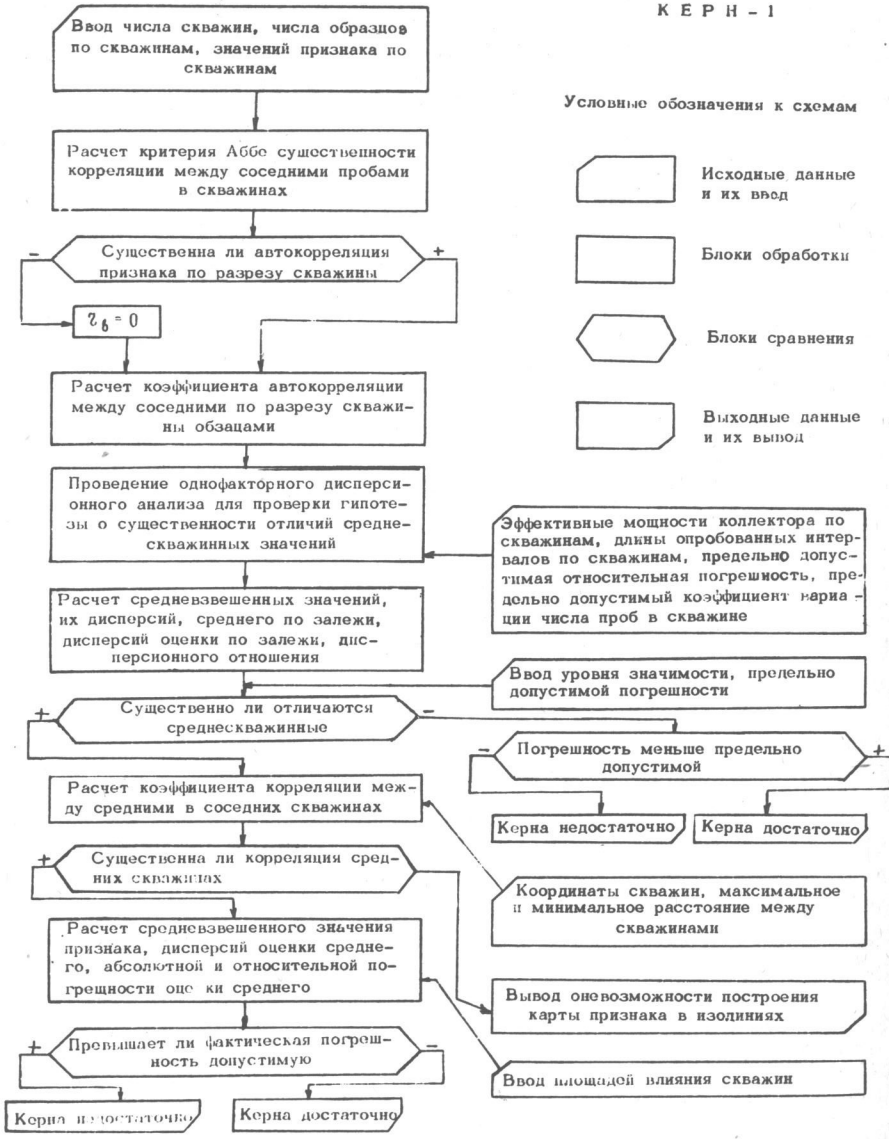 К Е Р Н - 1
Ввод числа скважин, числа образцов
по скважинам, значений признака по
скважинам
Расчет критерия Аббе существенности
корреляции между соседними пробами
в скважинах
-
Существенна ли автокорреляция
признака по разрезу скважины
+
τ_b = 0
Расчет коэффициента автокорреляции
между соседними по разрезу скважи-
ны обзацами
Проведение однофакторного дисперси-
онного анализа для проверки гипоте-
зы о существенности отличий средне-
скважинных значений
Расчет средневзвешенных значений,
их дисперсий, среднего по залежи,
дисперсий оценки по залежи, дис-
персионного отношения
+
Существенно ли отличаются
среднескважинные
-
Расчет коэффициента корреляции меж-
ду средними в соседних скважинах
+
Существенна ли корреляция сред-
них скважинах
-
Расчет средневзвешенного значения
признака, дисперсий оценки средне-
го, абсолютной и относительной по-
грещности оце ки среднего
+
Превышает ли фактическая погреш-
ность допустимую
-
Керна недостаточно
Керна достаточно
Условные обозначения к схемам
Исходные данные
и их ввод
Блоки обработки
Блоки сравнения
Выходные данные
и их вывод
Эффективные мощности коллектора по
скважинам, длины опробованных интер-
валов по скважинам, предельно допус-
тимая относительная погрешность, пре-
дельно допустимый коэффициент вариа -
ции числа проб в скважине
Ввод уровня значимости, предельно
допустимой погрешности
-
Погрешность меньше предельно
допустимой
+
Керна недостаточно
Керна достаточно
Координаты скважин, максимальное
и минимальное расстояние между
скважинами
Вывод оневозможности построения
карты признака в изолиниях
Ввод площадей влияния скважин